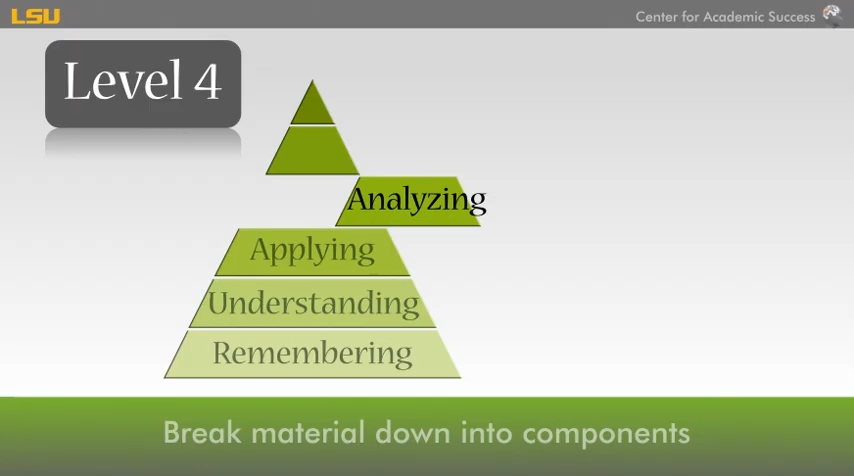 LSU
Center for Academic Success
Level 4
Analyzing
Applying
Understanding
Remembering
Break material down into components